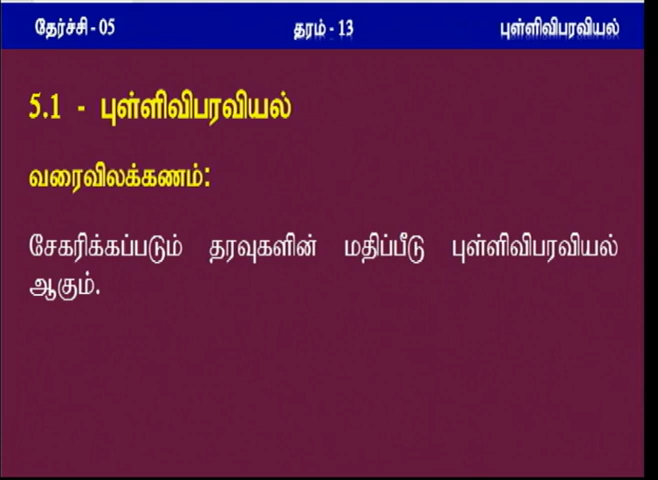 தேர்ச்சி - 05 தரம் - 13 புள்ளிவிபரவியல்
5.1 - புள்ளிவிபரவியல்
வரைவிலக்கணம்:
சேகரிக்கப்படும் தரவுகளின் மதிப்பீடு புள்ளிவிபரவியல்
ஆகும்.